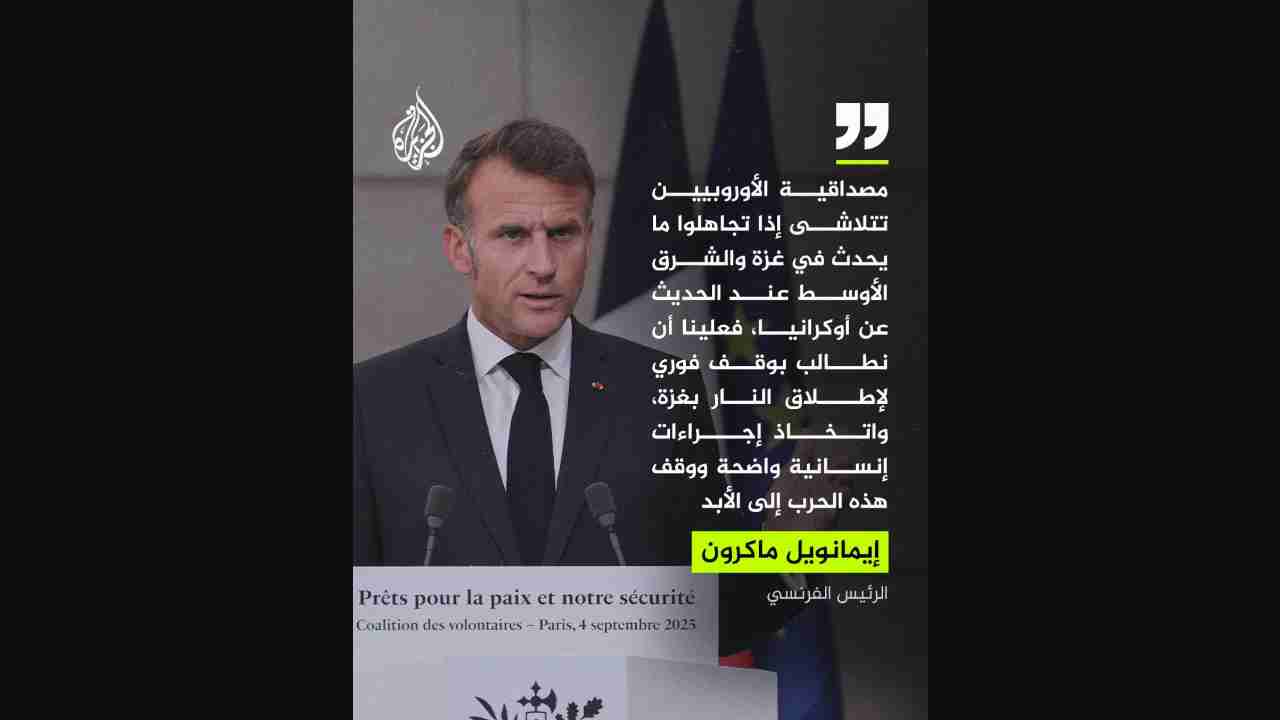 الجزيرة
مصداقية الأوروبيين
تتلاشى إذا تجاهلوا ما
يحدث في غزة والشرق
الأوسط عند الحديث
عن أوكرانيا، فعلينا أن
نطالب بوقف فوري
لإطلاق النار بغزة،
واتخاذ إجراءات
إنسانية واضحة ووقف
هذه الحرب إلى الأبد
إيمانويل ماكرون
الرئيس الفرنسي
Prêts pour la paix et notre sécurité
Coalition des volontaires – Paris, 4 septembre 2025